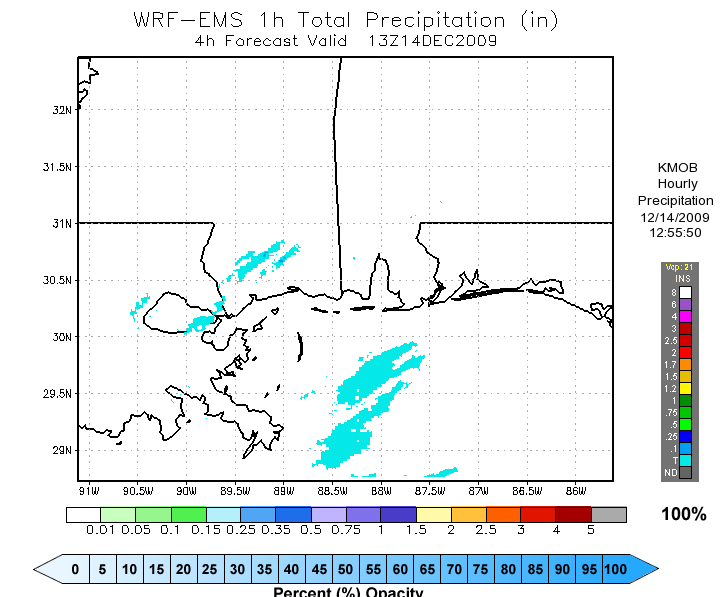 WRF-EMS 1h Total Precipitation (in)
4h Forecast Valid 13Z14DEC2009
32N
31.5N
31N
30.5N
30N
29.5N
29N
91W 90.5W 90W 89.5W 89W 88.5W 88W 87.5W 87W 86.5W 86W
KMOB
Hourly
Precipitation
12/14/2009
12:55:50
Vcp: 21
INS
8
6
4
3
2.5
2
1.7
1.5
1.2
1
.75
.5
.25
.1
T
ND
0.01 0.05 0.1 0.15 0.25 0.35 0.5 0.75 1 1.5 2 2.5 3 4 5
100%
0 5 10 15 20 25 30 35 40 45 50 55 60 65 70 75 80 85 90 95 100
Percent (%) Opacity